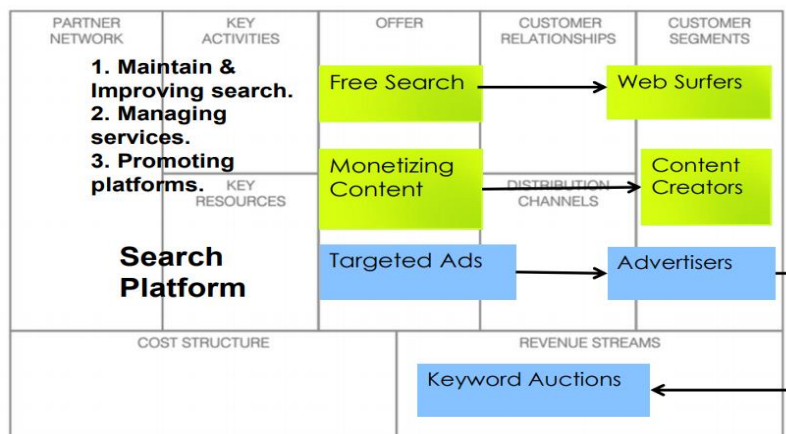 PARTNER
NETWORK
KEY
ACTIVITIES
OFFER
CUSTOMER
RELATIONSHIPS
CUSTOMER
SEGMENTS
1. Maintain &
Improving search.
2. Managing
services.
3. Promoting
platforms.
Free Search
Web Surfers
Monetizing
Content
Content
Creators
KEY
RESOURCES
DISTRIBUTION
CHANNELS
Search
Platform
Targeted Ads
Advertisers
COST STRUCTURE
REVENUE STREAMS
Keyword Auctions